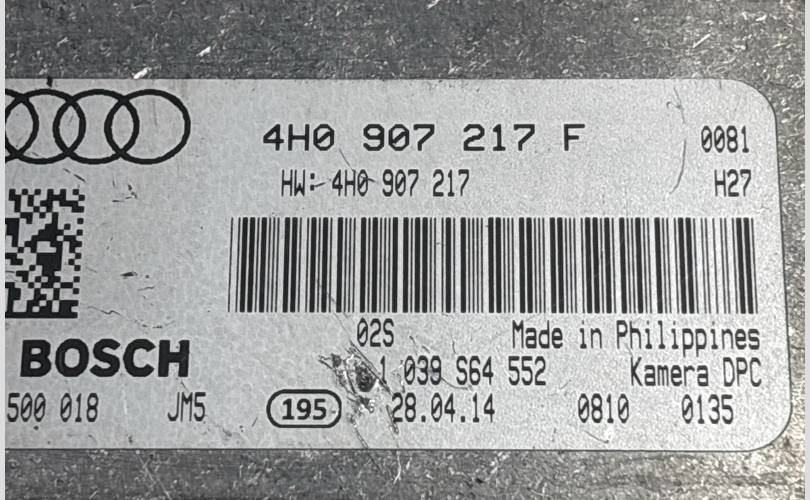 4H0 907 217 F 0081
HW: 4H0 907 217 H27
02S Made in Philippines
BOSCH 1 039 S64 552 Kamera DPC
500 018 JM5 195 28.04.14 0810 0135